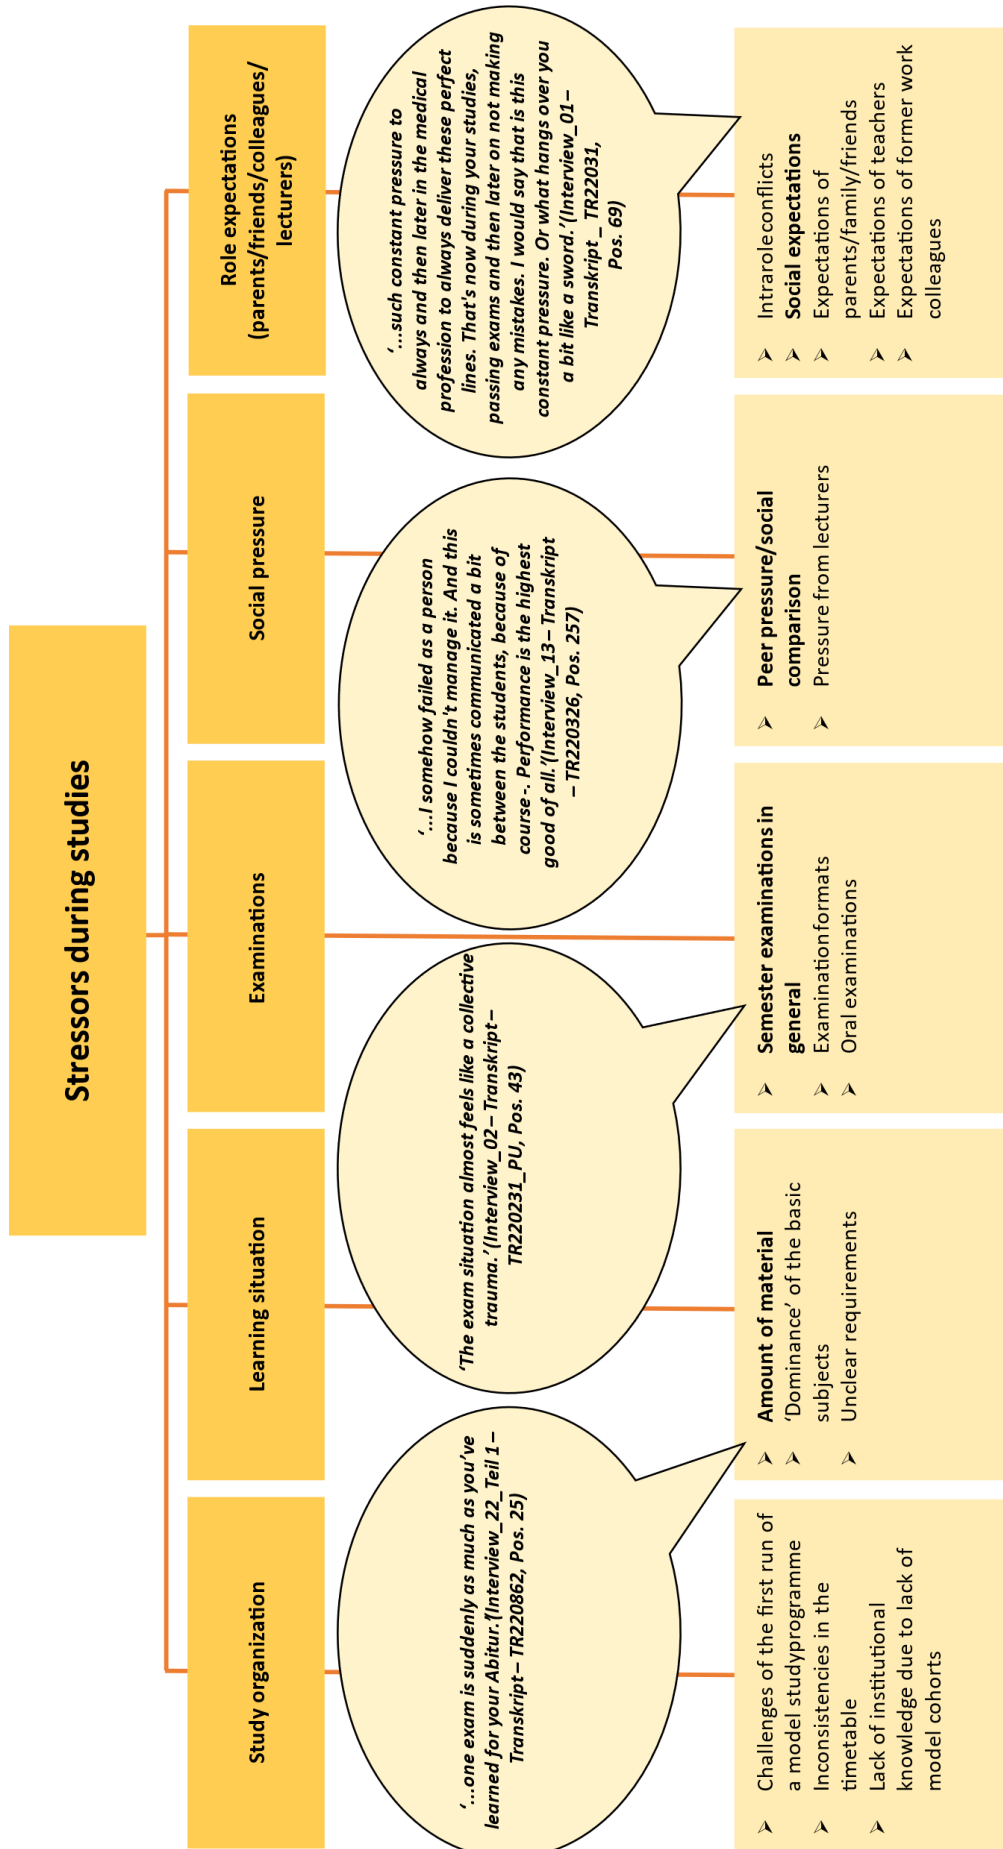 Stressors during studies
Study organization
Learning situation
Examinations
Social pressure
Role expectations
(parents/friends/colleagues/
lecturers)
‘...one exam is suddenly as much as you’ve
learned for your Abitur.‘(Interview_22_Teil 1 –
Transkript – TR220862, Pos. 25)
‘The exam situation almost feels like a collective
trauma.’ (Interview_02 – Transkript –
TR220231_PU, Pos. 43)
‘...I somehow failed as a person
because I couldn't manage it. And this
is sometimes communicated a bit
between the students, because of
course -. Performance is the highest
good of all.’(Interview_13 – Transkript
– TR220326, Pos. 257)
‘...such constant pressure to
always and then later in the medical
profession to always deliver these perfect
lines. That's now during your studies,
passing exams and then later on not making
any mistakes. I would say that is this
constant pressure. Or what hangs over you
a bit like a sword.’(Interview_01 –
Transkript _ TR22031,
Pos. 69)
➢ Challenges of the first run of
a model studyprogramme
➢ Inconsistencies in the
timetable
➢ Lack of institutional
knowledge due to lack of
model cohorts
➢ Amount of material
➢ ‘Dominance’ of the basic
subjects
➢ Unclear requirements
➢ Semester examinations in
general
➢ Examination formats
➢ Oral examinations
➢ Peer pressure/social
comparison
➢ Pressure from lecturers
➢ Intraroleconflicts
➢ Social expectations
➢ Expectations of
parents/family/friends
➢ Expectations of teachers
➢ Expectations of former work
colleagues